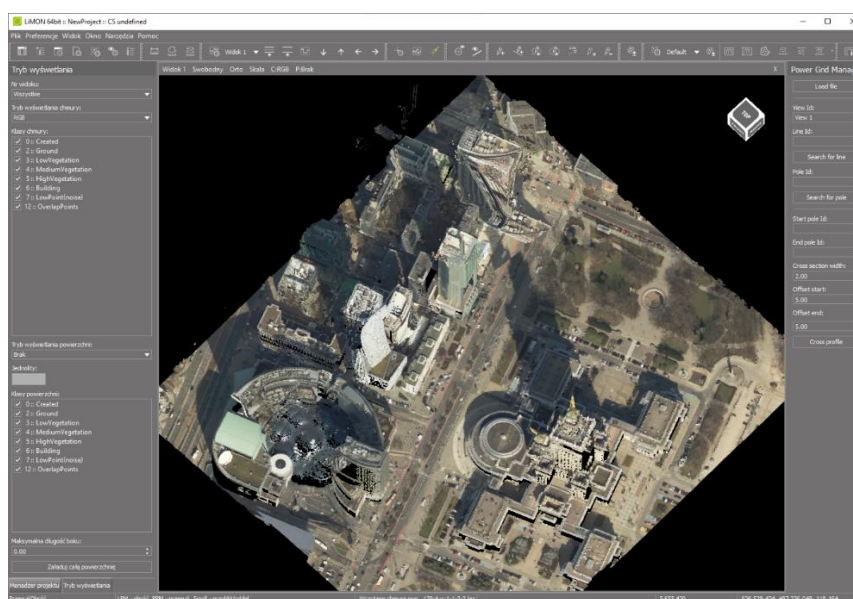 LiMON 64bit :: NewProject :: CS undefined
Plik Preferencje Widok Okno Narzędzia Pomoc
Widok 1
Default
Tryb wyświetlania
Widok 1 Swobodny Orto Skala C:RGB P:Brak
x
Nr widoku:
Wszystkie
Tryb wyświetlania chmury:
RGB
Klasy chmury:
0 :: Created
2 :: Ground
3 :: LowVegetation
4 :: MediumVegetation
5 :: HighVegetation
6 :: Building
7 :: LowPoint(noise)
12 :: OverlapPoints
Tryb wyświetlania powierzchni:
Brak
Jednolity:
Klasy powierzchni:
0 :: Created
2 :: Ground
3 :: LowVegetation
4 :: MediumVegetation
5 :: HighVegetation
6 :: Building
7 :: LowPoint(noise)
12 :: OverlapPoints
Maksymalna długość boku:
0.00
Załaduj całą powierzchnię
Menadżer projektu Tryb wyświetlania
TOP
Power Grid Manag
Load file
View Id:
View 1
Line Id:
Search for line
Pole Id:
Search for pole
Start pole Id:
End pole Id:
Cross section width:
2.00
Offset start:
5.00
Offset end:
5.00
Cross profile